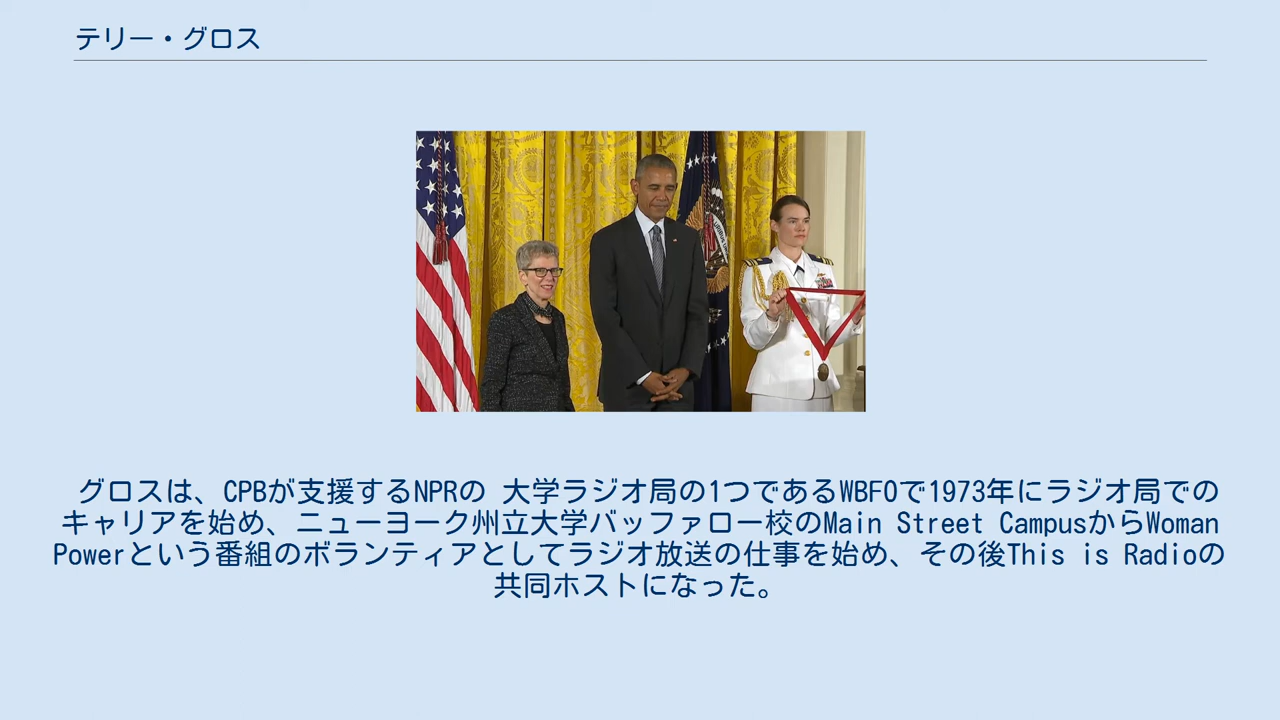 テリー・グロス
グロスは、CPBが支援するNPRの 大学ラジオ局の1つであるWBFOで1973年にラジオ局での
キャリアを始め、ニューヨーク州立大学バッファロー校のMain Street CampusからWoman
Powerという番組のボランティアとしてラジオ放送の仕事を始め、その後This is Radioの
共同ホストになった。